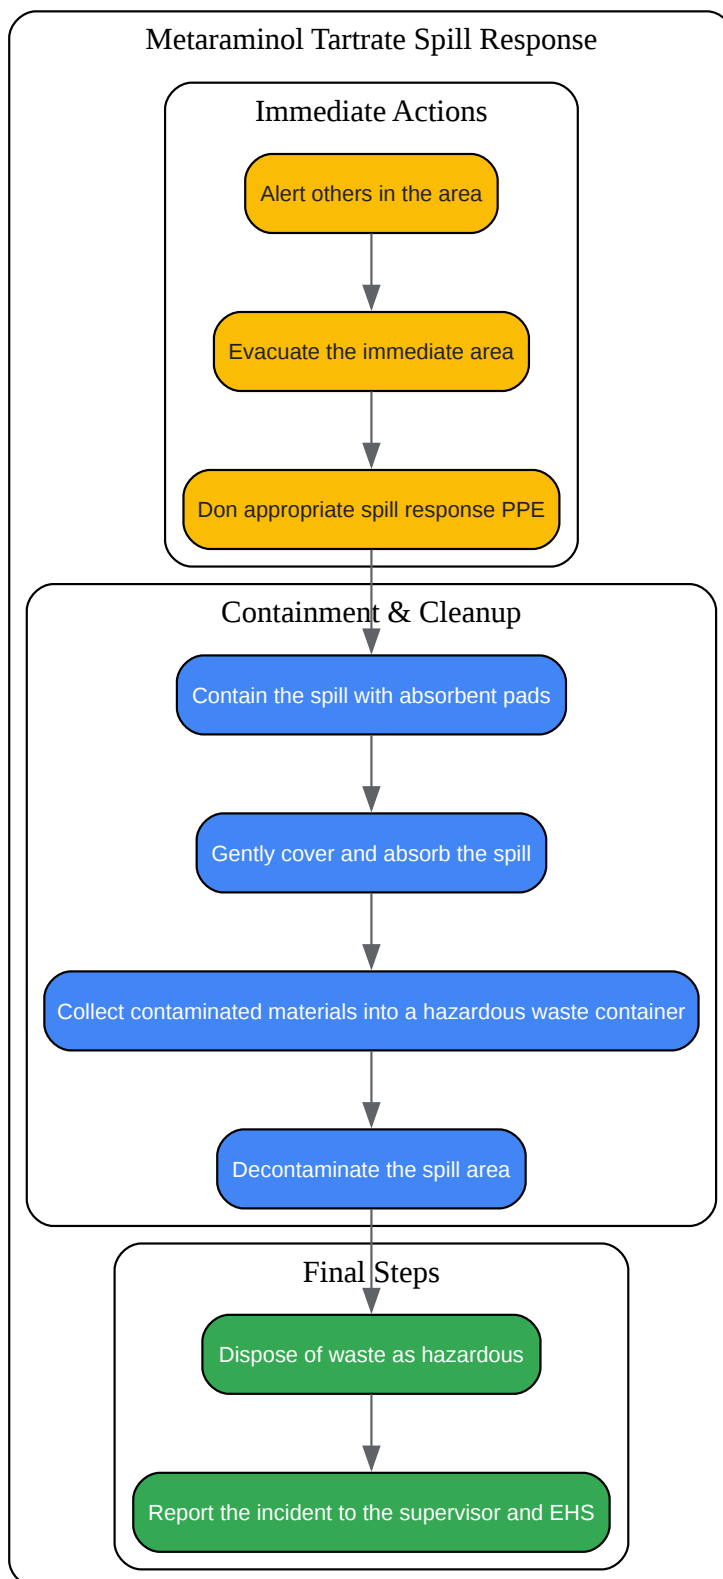 Metaraminol Tartrate Spill Response
Immediate Actions
Alert others in the area
Evacuate the immediate area
Don appropriate spill response PPE
Containment & Cleanup
Contain the spill with absorbent pads
Gently cover and absorb the spill
Collect contaminated materials into a hazardous waste container
Decontaminate the spill area
Final Steps
Dispose of waste as hazardous
Report the incident to the supervisor and EHS